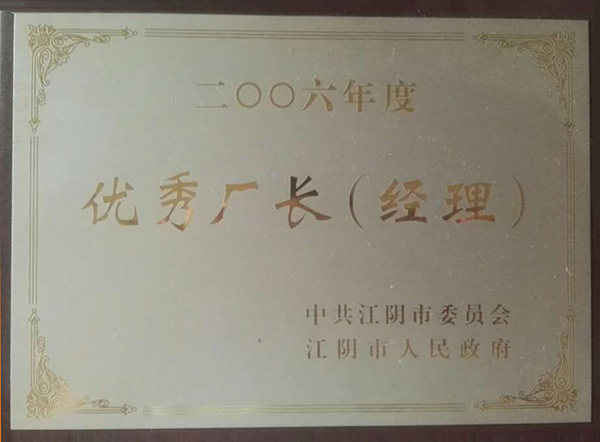 二〇〇六年度
优秀厂长（经理）
中共江阴市委员会
江阴市人民政府